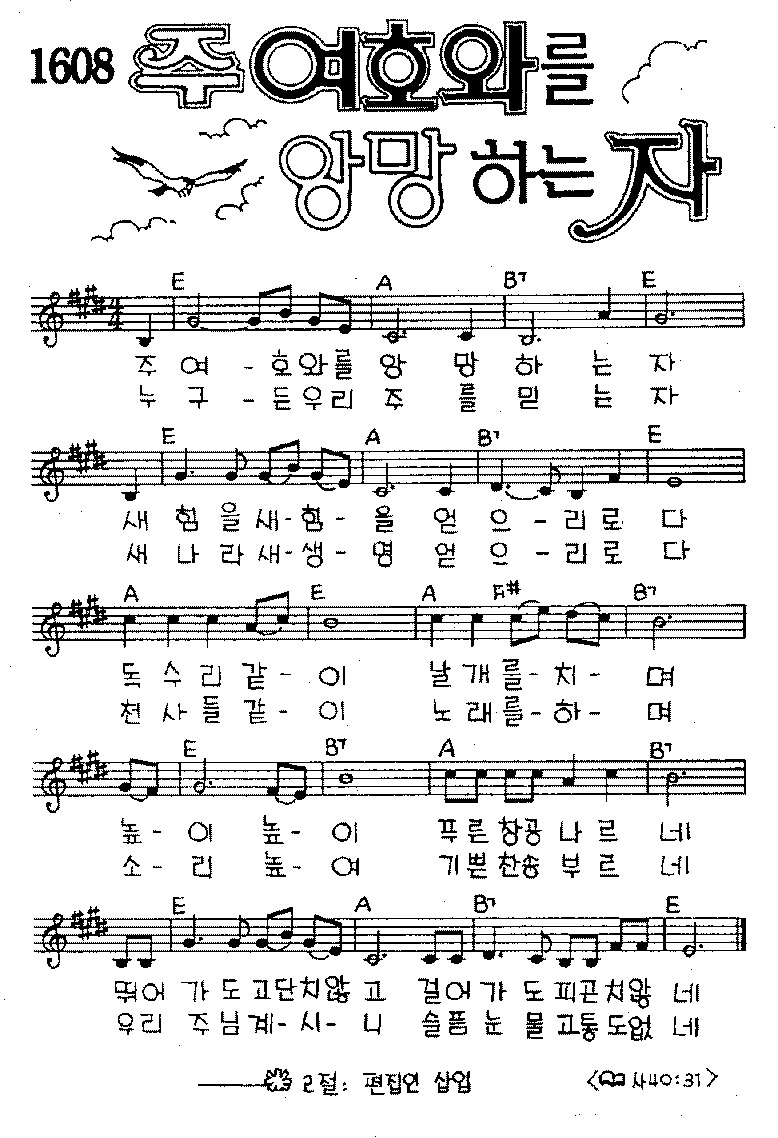 1608 주 여호와를
앙망하는 자
E A B7 E
주 여 - 호와를 앙 망 하 는 자
누 구 - 든우리 주 를 믿 는 자
E A B7 E
새 힘 을 새-힘- 을 얻 으 - 리 로 다
새 나 라 새-생- 명 얻 으 - 리 로 다
A E A F# B7
독 수 리 같- 이 날 개 를-치- 며
천 사 들 같- 이 노 래 를-하- 며
E B7 A B7
높- 이 높- 이 푸른창공 나 르 네
소- 리 높- 여 기쁜찬송 부 르 네
E A B7 E
뛰어 가 도 고단치않 고 걸어 가 도 피곤치않 네
우리 주 님계-시- 니 슬픔 눈 물 고통도없 네
2절: 편집인 삽입 <사40:31>